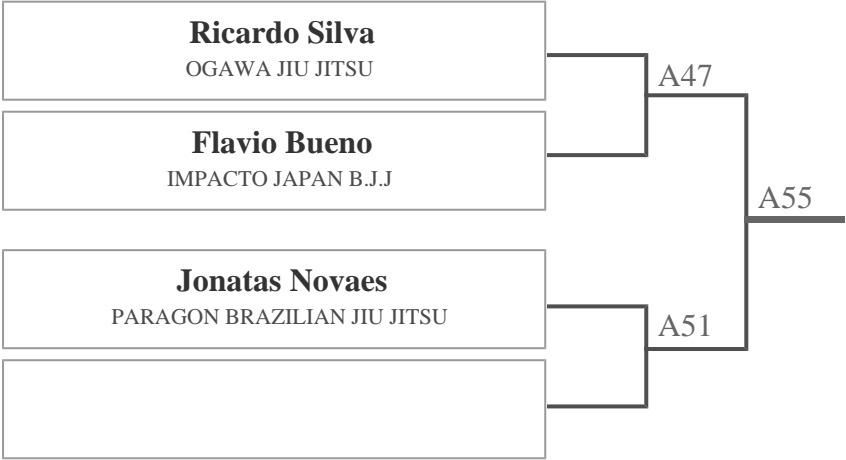 Ricardo Silva
OGAWA JIU JITSU
A47
Flavio Bueno
IMPACTO JAPAN B.J.J
A55
Jonatas Novaes
PARAGON BRAZILIAN JIU JITSU
A51